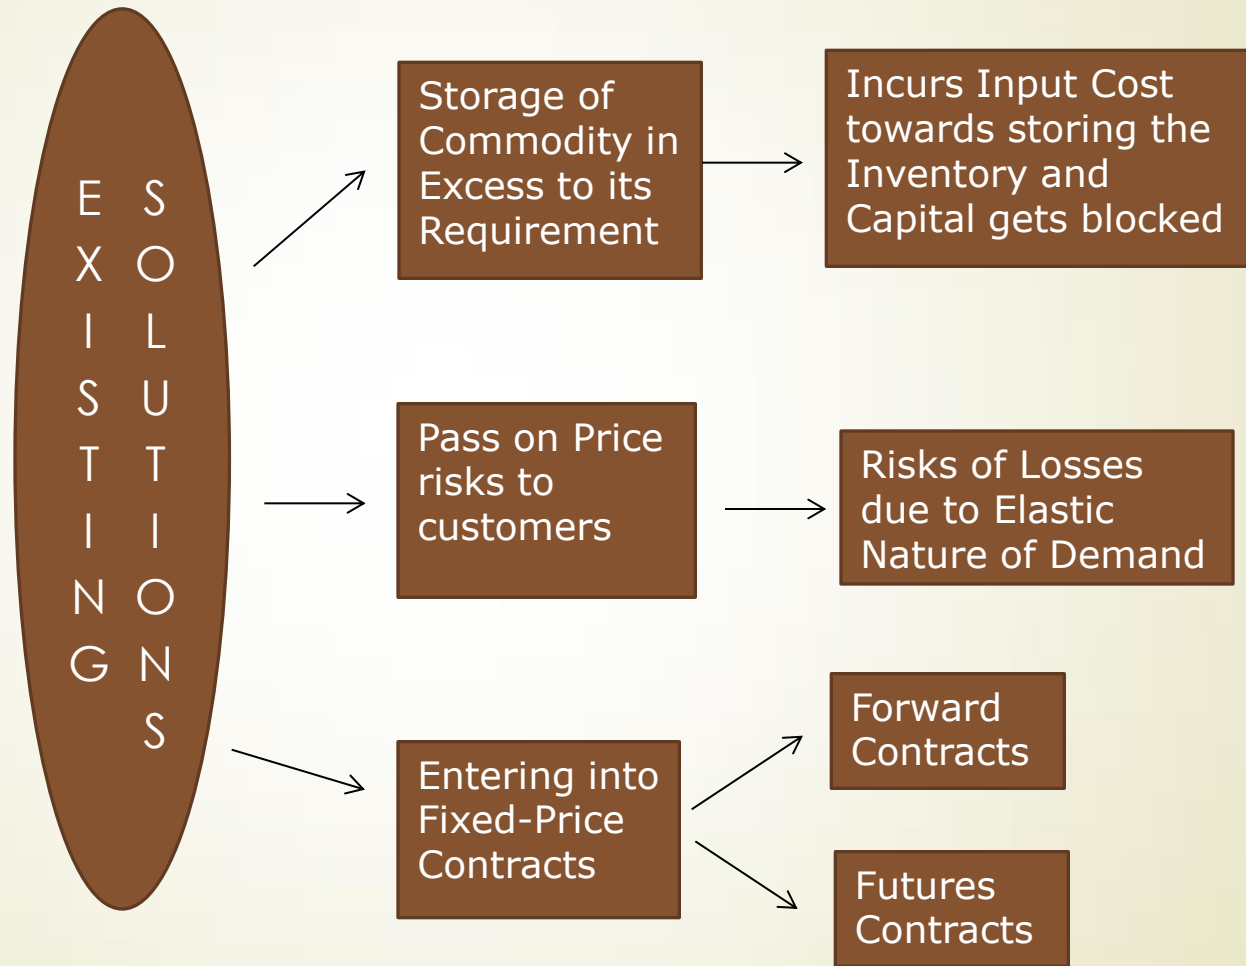 EXISTING
SOLUTIONS
Storage of
Commodity in
Excess to its
Requirement
Incurs Input Cost
towards storing the
Inventory and
Capital gets blocked
Pass on Price
risks to
customers
Risks of Losses
due to Elastic
Nature of Demand
Entering into
Fixed-Price
Contracts
Forward
Contracts
Futures
Contracts